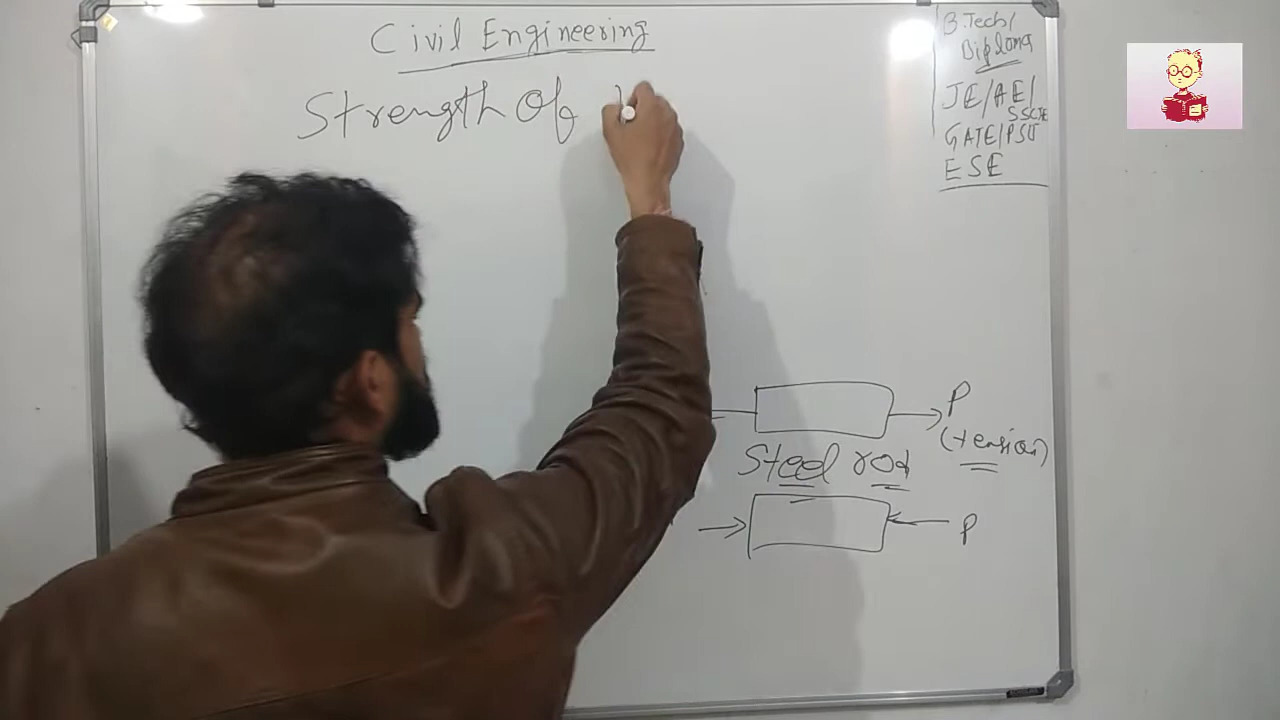 Civil Engineering
Strength Of
B.Tech/
Diploma
JE/AE/
SSCJE
GATE/PSU
ESE
P
(tension)
Steel rod
P